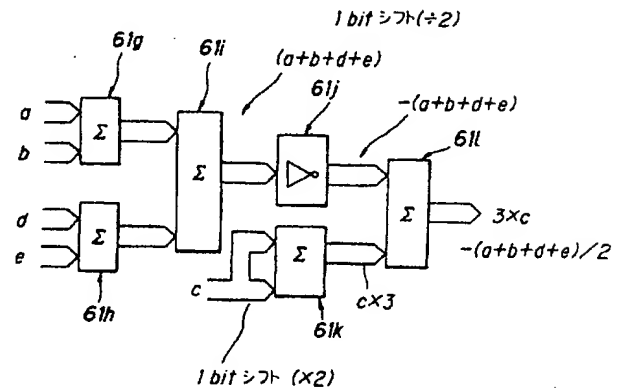 1 bit シフト(÷2)
61g
61i
(a+b+d+e)
61j
-(a+b+d+e)
61l
a
b
Σ
Σ
Σ
3×c
-(a+b+d+e)/2
d
e
Σ
61h
c
Σ
61k
c×3
1 bit シフト (×2)